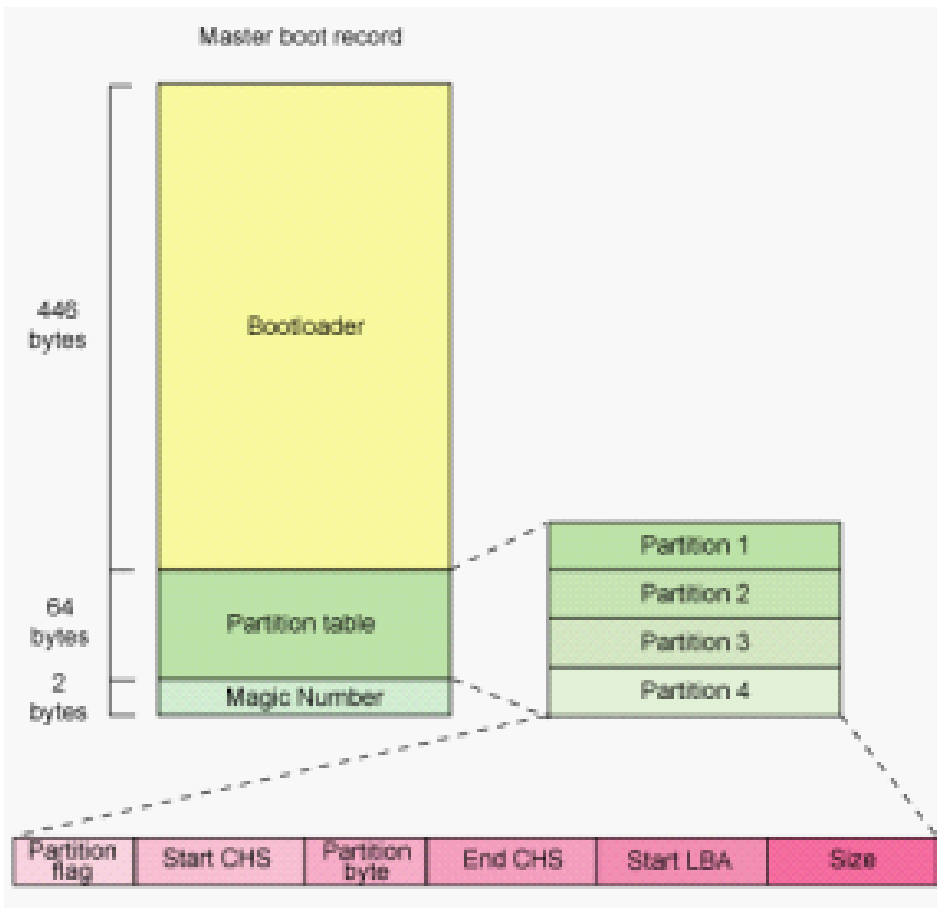 Master boot record
446
bytes
Bootloader
64
bytes
Partition table
2
bytes
Magic Number
Partition 1
Partition 2
Partition 3
Partition 4
Partition
flag
Start CHS
Partition
byte
End CHS
Start LBA
Size